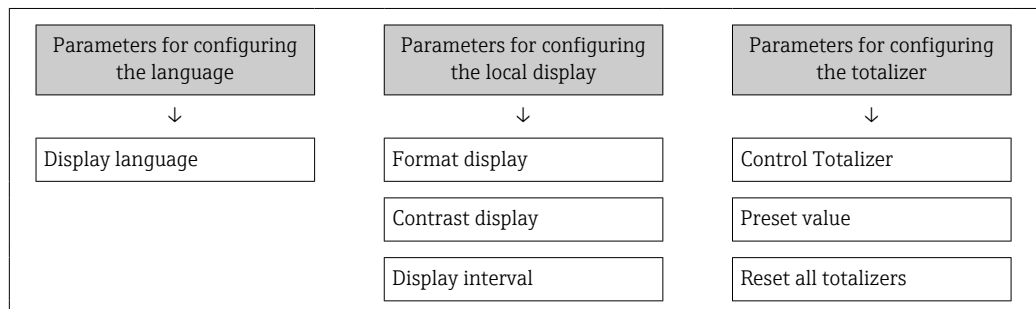 Parameters for configuring
the language
↓
Display language
Parameters for configuring
the local display
↓
Format display
Contrast display
Display interval
Parameters for configuring
the totalizer
↓
Control Totalizer
Preset value
Reset all totalizers